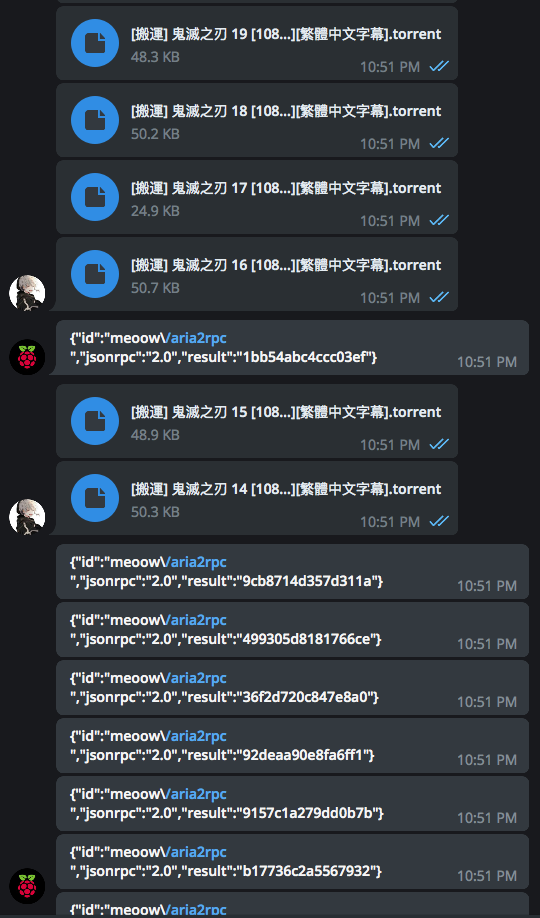 [搬運] 鬼滅之刃 19 [108...][繁體中文字幕].torrent
48.3 KB
10:51 PM
[搬運] 鬼滅之刃 18 [108...][繁體中文字幕].torrent
50.2 KB
10:51 PM
[搬運] 鬼滅之刃 17 [108...][繁體中文字幕].torrent
24.9 KB
10:51 PM
[搬運] 鬼滅之刃 16 [108...][繁體中文字幕].torrent
50.7 KB
10:51 PM
{"id":"meoow\/aria2rpc
","jsonrpc":"2.0","result":"1bb54abc4ccc03ef"}
10:51 PM
[搬運] 鬼滅之刃 15 [108...][繁體中文字幕].torrent
48.9 KB
10:51 PM
[搬運] 鬼滅之刃 14 [108...][繁體中文字幕].torrent
50.3 KB
10:51 PM
{"id":"meoow\/aria2rpc
","jsonrpc":"2.0","result":"9cb8714d357d311a"}
10:51 PM
{"id":"meoow\/aria2rpc
","jsonrpc":"2.0","result":"499305d8181766ce"}
10:51 PM
{"id":"meoow\/aria2rpc
","jsonrpc":"2.0","result":"36f2d720c847e8a0"}
10:51 PM
{"id":"meoow\/aria2rpc
","jsonrpc":"2.0","result":"92deaa90e8fa6ff1"}
10:51 PM
{"id":"meoow\/aria2rpc
","jsonrpc":"2.0","result":"9157c1a279dd0b7b"}
10:51 PM
{"id":"meoow\/aria2rpc
","jsonrpc":"2.0","result":"b17736c2a5567932"}
10:51 PM
{"id":"meoow\/aria2rpc